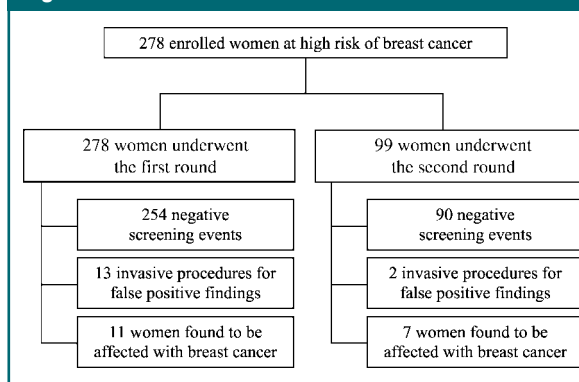 278 enrolled women at high risk of breast cancer
278 women underwent
the first round
99 women underwent
the second round
254 negative
screening events
90 negative
screening events
13 invasive procedures for
false positive findings
2 invasive procedures for
false positive findings
11 women found to be
affected with breast cancer
7 women found to be
affected with breast cancer